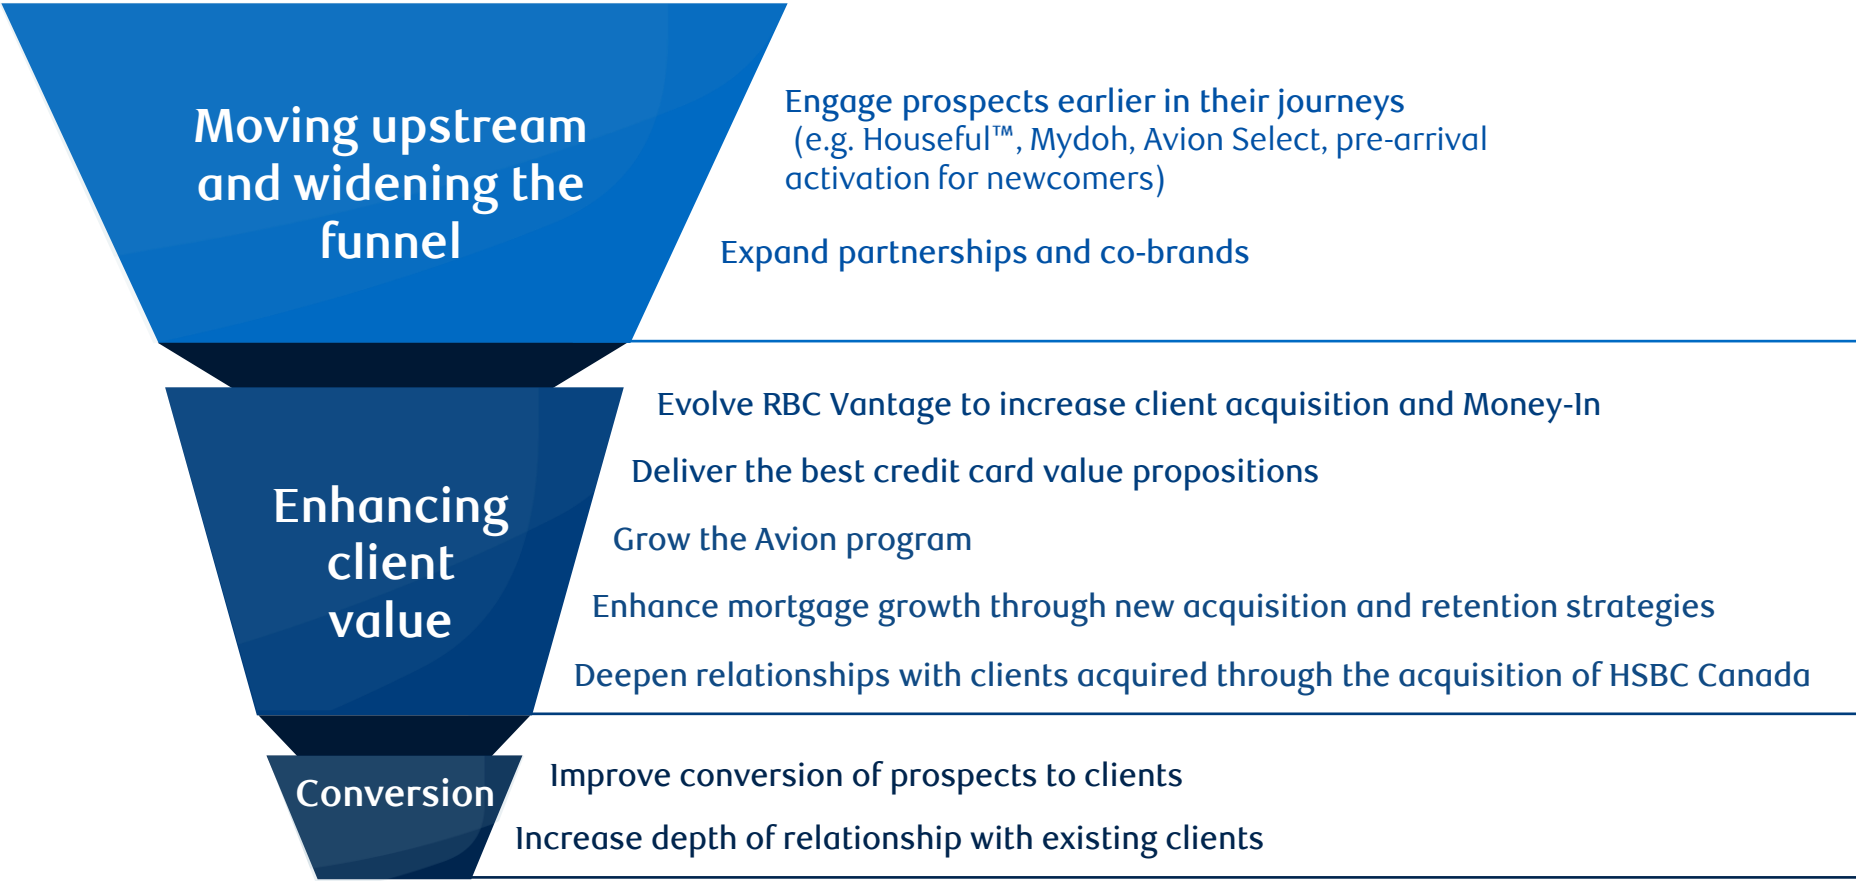 Moving upstream
and widening the
funnel
Engage prospects earlier in their journeys
(e.g. Houseful™, Mydoh, Avion Select, pre-arrival
activation for newcomers)
Expand partnerships and co-brands
Enhancing
client
value
Evolve RBC Vantage to increase client acquisition and Money-In
Deliver the best credit card value propositions
Grow the Avion program
Enhance mortgage growth through new acquisition and retention strategies
Deepen relationships with clients acquired through the acquisition of HSBC Canada
Conversion
Improve conversion of prospects to clients
Increase depth of relationship with existing clients